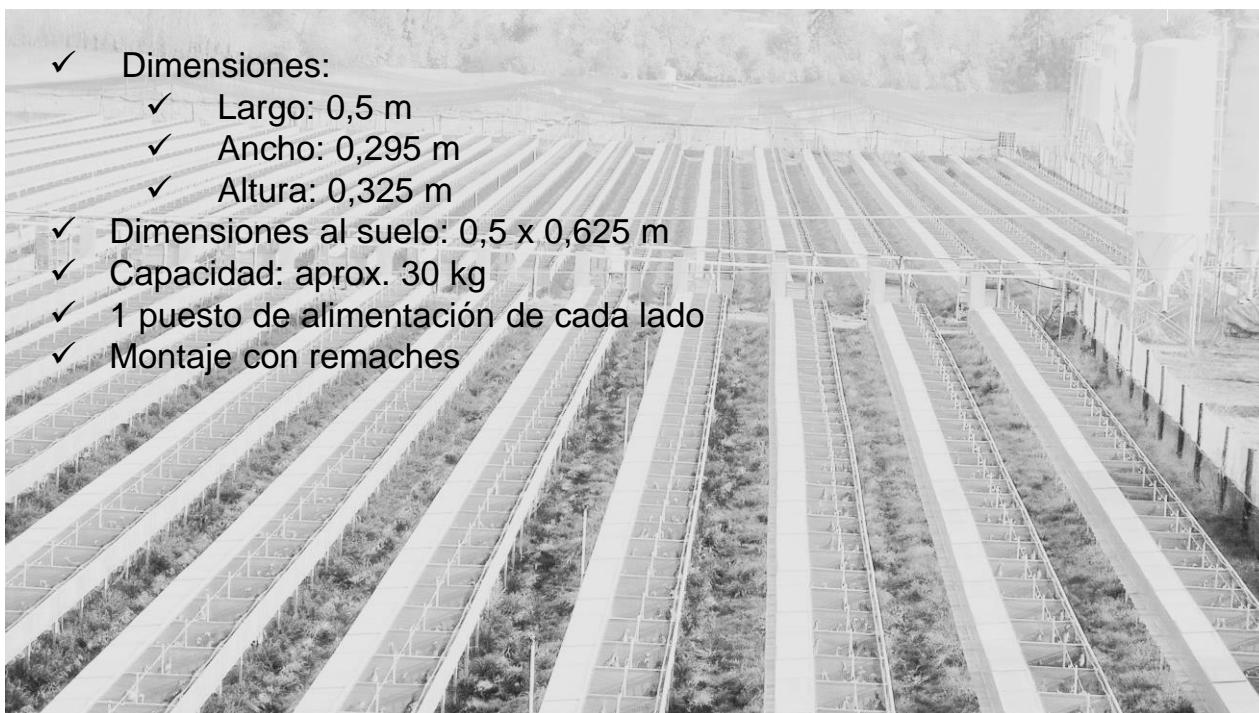 ✓ Dimensiones:
✓ Largo: 0,5 m
✓ Ancho: 0,295 m
✓ Altura: 0,325 m
✓ Dimensiones al suelo: 0,5 x 0,625 m
✓ Capacidad: aprox. 30 kg
✓ 1 puesto de alimentación de cada lado
✓ Montaje con remaches